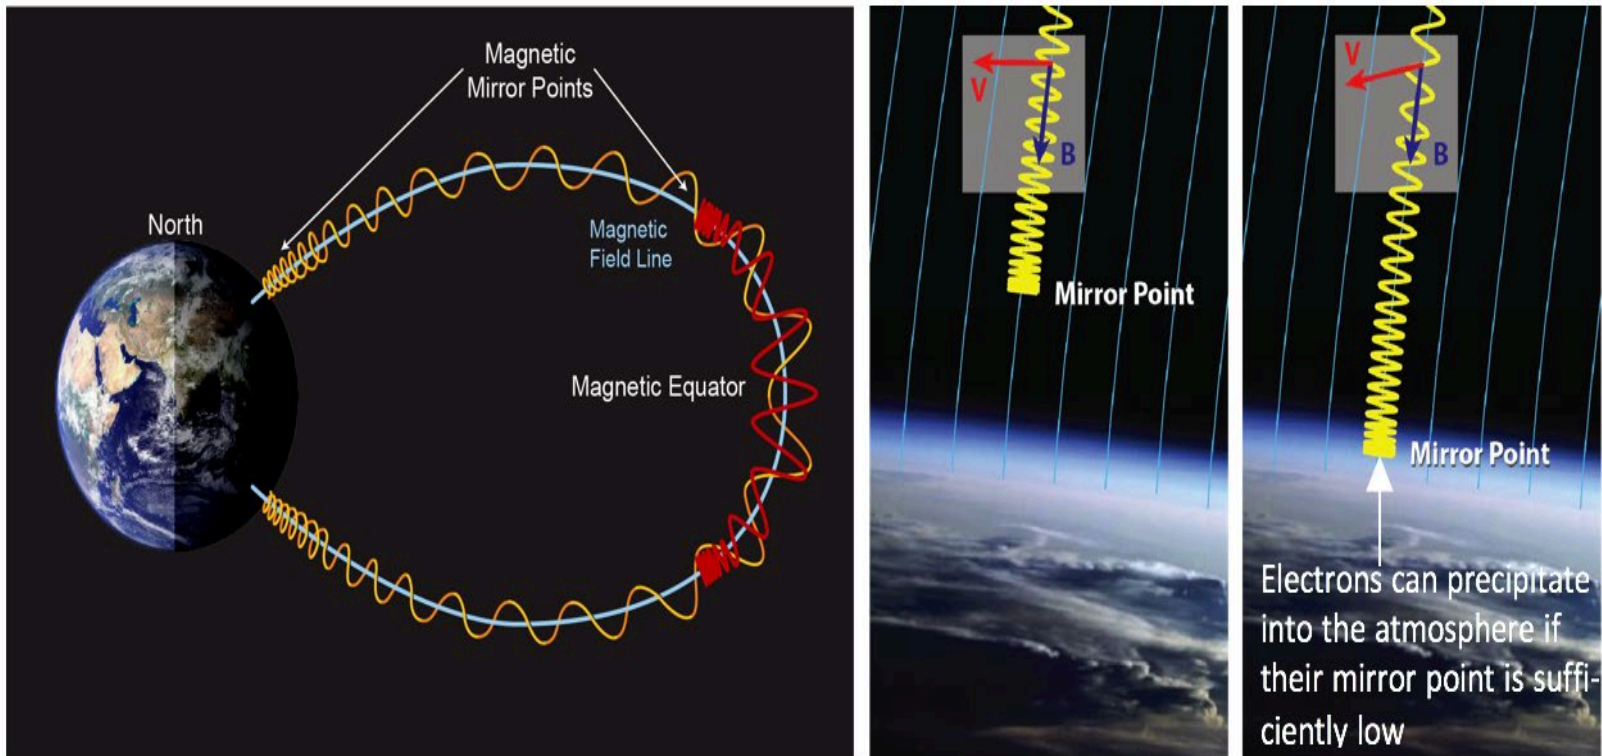 Magnetic
Mirror Points
North
Magnetic
Field Line
Magnetic Equator
V
B
Mirror Point
V
B
Mirror Point
Electrons can precipitate
into the atmosphere if
their mirror point is suffi-
ciently low